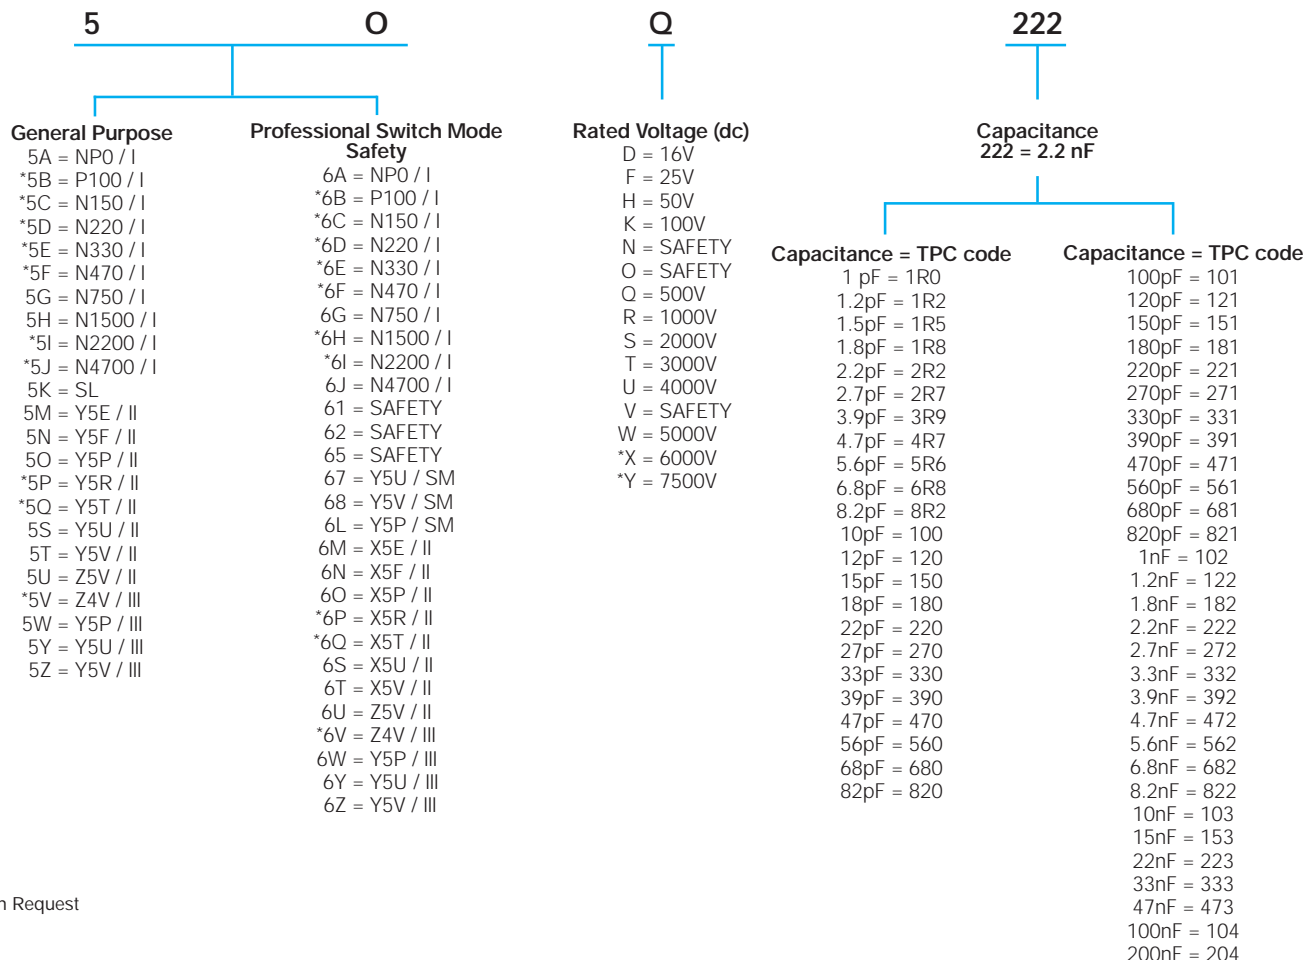 5 O Q 222
General Purpose
5A = NP0 / I
*5B = P100 / I
*5C = N150 / I
*5D = N220 / I
*5E = N330 / I
*5F = N470 / I
5G = N750 / I
5H = N1500 / I
*5I = N2200 / I
*5J = N4700 / I
5K = SL
5M = Y5E / II
5N = Y5F / II
5O = Y5P / II
*5P = Y5R / II
*5Q = Y5T / II
5S = Y5U / II
5T = Y5V / II
5U = Z5V / II
*5V = Z4V / III
5W = Y5P / III
5Y = Y5U / III
5Z = Y5V / III
Professional Switch Mode
Safety
6A = NP0 / I
*6B = P100 / I
*6C = N150 / I
*6D = N220 / I
*6E = N330 / I
*6F = N470 / I
6G = N750 / I
*6H = N1500 / I
*6I = N2200 / I
6J = N4700 / I
61 = SAFETY
62 = SAFETY
65 = SAFETY
67 = Y5U / SM
68 = Y5V / SM
6L = Y5P / SM
6M = X5E / II
6N = X5F / II
6O = X5P / II
*6P = X5R / II
*6Q = X5T / II
6S = X5U / II
6T = X5V / II
6U = Z5V / II
*6V = Z4V / III
6W = Y5P / III
6Y = Y5U / III
6Z = Y5V / III
Rated Voltage (dc)
D = 16V
F = 25V
H = 50V
K = 100V
N = SAFETY
O = SAFETY
Q = 500V
R = 1000V
S = 2000V
T = 3000V
U = 4000V
V = SAFETY
W = 5000V
*X = 6000V
*Y = 7500V
Capacitance
222 = 2.2 nF
Capacitance = TPC code
1 pF = 1R0
1.2pF = 1R2
1.5pF = 1R5
1.8pF = 1R8
2.2pF = 2R2
2.7pF = 2R7
3.9pF = 3R9
4.7pF = 4R7
5.6pF = 5R6
6.8pF = 6R8
8.2pF = 8R2
10pF = 100
12pF = 120
15pF = 150
18pF = 180
22pF = 220
27pF = 270
33pF = 330
39pF = 390
47pF = 470
56pF = 560
68pF = 680
82pF = 820
Capacitance = TPC code
100pF = 101
120pF = 121
150pF = 151
180pF = 181
220pF = 221
270pF = 271
330pF = 331
390pF = 391
470pF = 471
560pF = 561
680pF = 681
820pF = 821
1nF = 102
1.2nF = 122
1.8nF = 182
2.2nF = 222
2.7nF = 272
3.3nF = 332
3.9nF = 392
4.7nF = 472
5.6nF = 562
6.8nF = 682
8.2nF = 822
10nF = 103
15nF = 153
22nF = 223
33nF = 333
47nF = 473
100nF = 104
200nF = 204
n Request